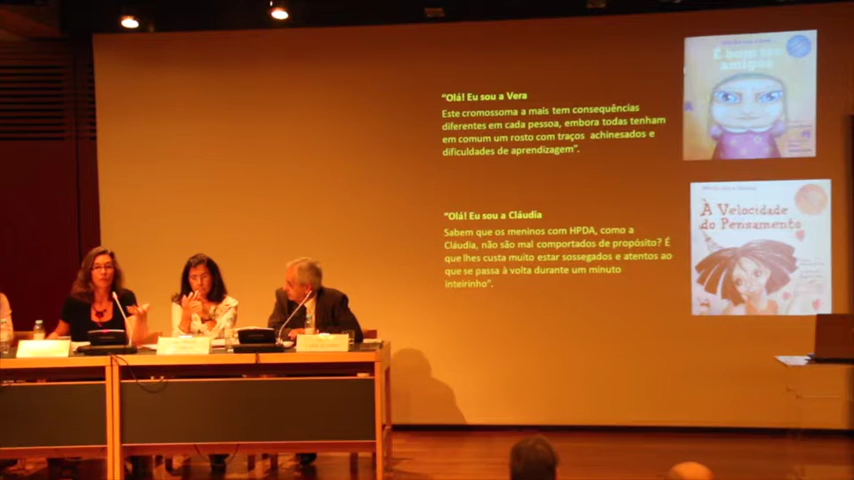 “Olá! Eu sou a Vera
Este cromossoma a mais tem consequências
diferentes em cada pessoa, embora todas tenham
em comum um rosto com traços achinesados e
dificuldades de aprendizagem”.
É bom ter
amigos
“Olá! Eu sou a Cláudia
Sabem que os meninos com HPDA, como a
Cláudia, não são mal comportados de propósito? É
que lhes custa muito estar sossegados e atentos ao
que se passa à volta durante um minuto
inteirinho”.
À Velocidade
do Pensamento